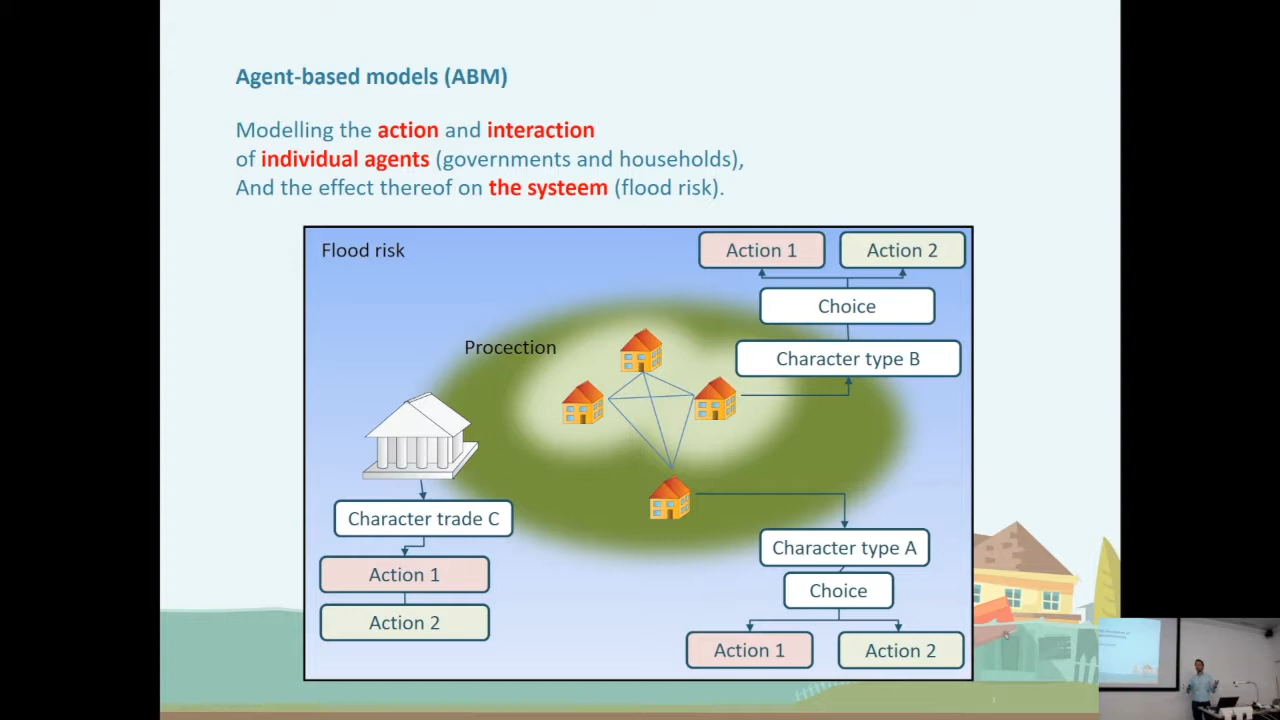 Agent-based models (ABM)
Modelling the action and interaction
of individual agents (governments and households),
And the effect thereof on the systeem (flood risk).
Flood risk
Action 1
Action 2
Choice
Procection
Character type B
Character trade C
Action 1
Action 2
Character type A
Choice
Action 1
Action 2